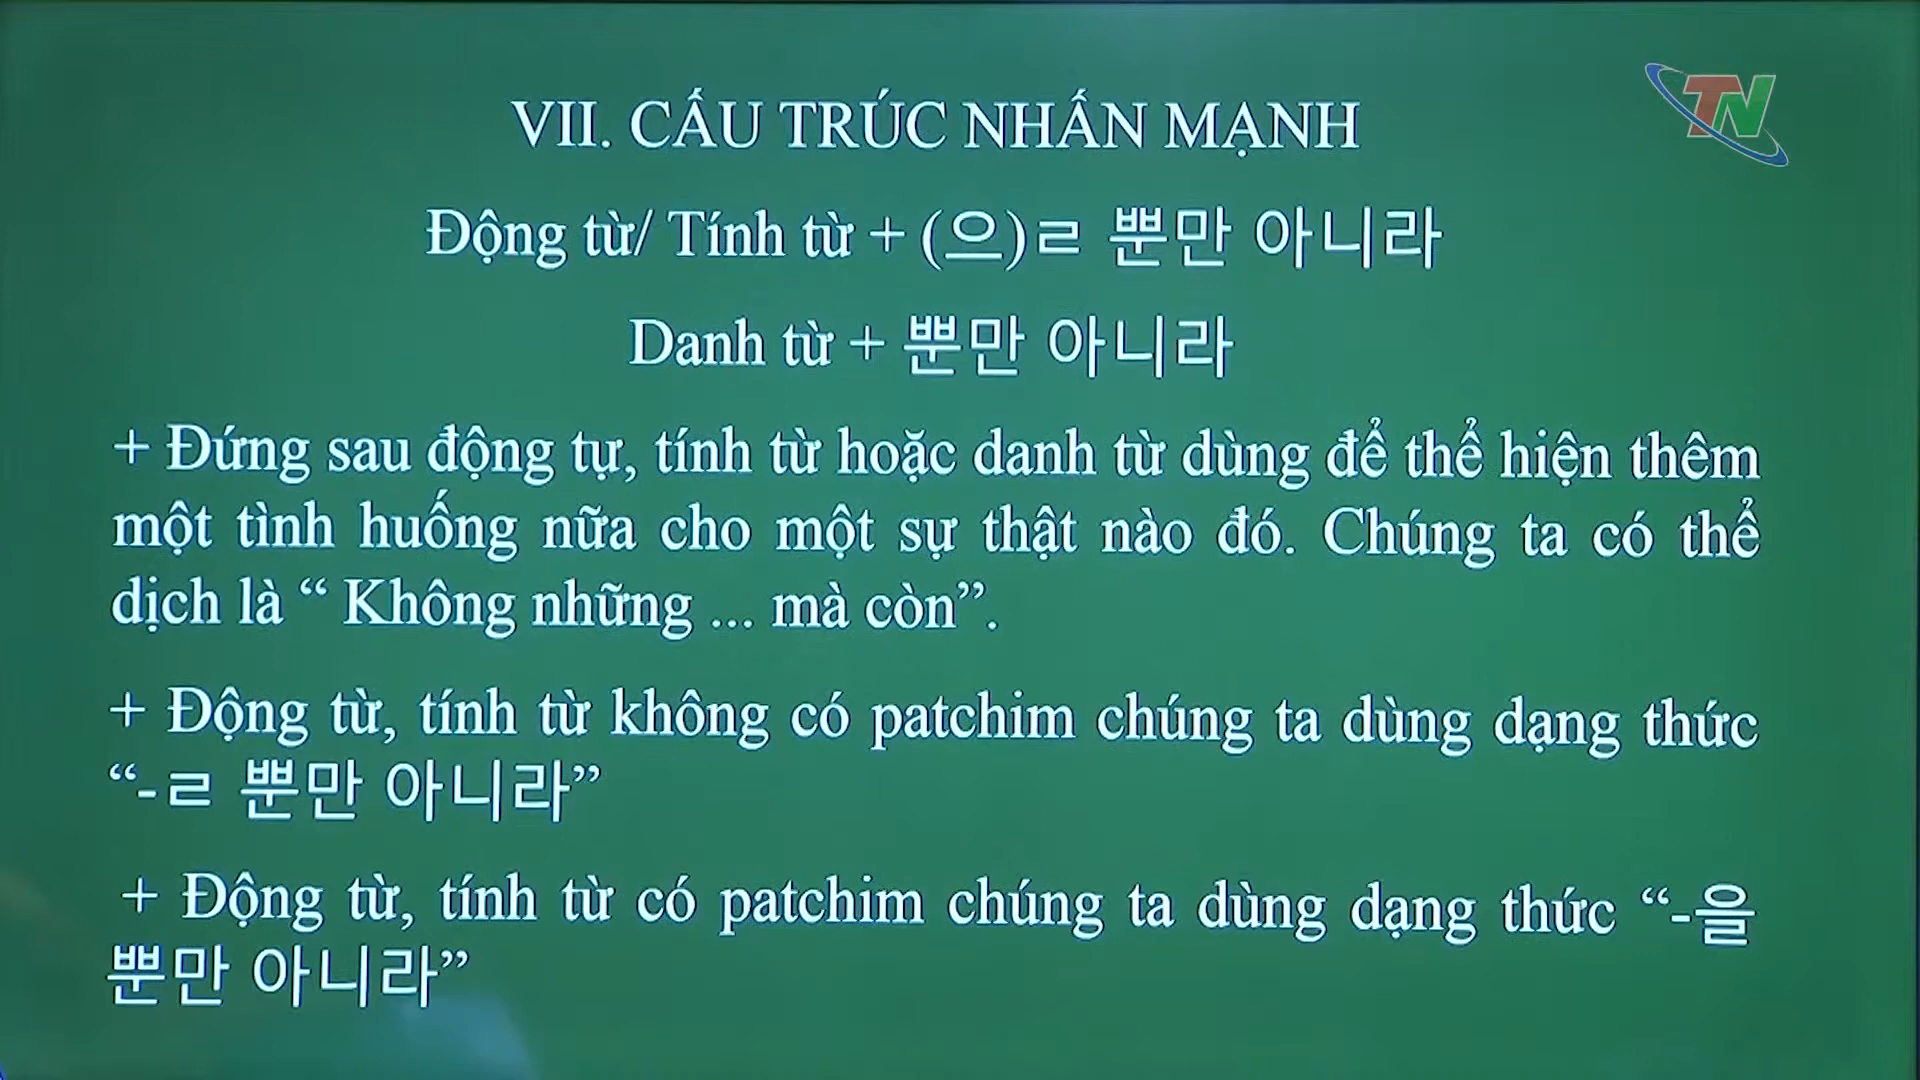 TN
VII. CẤU TRÚC NHẤN MẠNH
Động từ/ Tính từ + (으)ㄹ 뿐만 아니라
Danh từ + 뿐만 아니라
+ Đứng sau động tự, tính từ hoặc danh từ dùng để thể hiện thêm
một tình huống nữa cho một sự thật nào đó. Chúng ta có thể
dịch là “ Không những ... mà còn”.
+ Động từ, tính từ không có patchim chúng ta dùng dạng thức
“-ㄹ 뿐만 아니라”
+ Động từ, tính từ có patchim chúng ta dùng dạng thức “-을
뿐만 아니라”